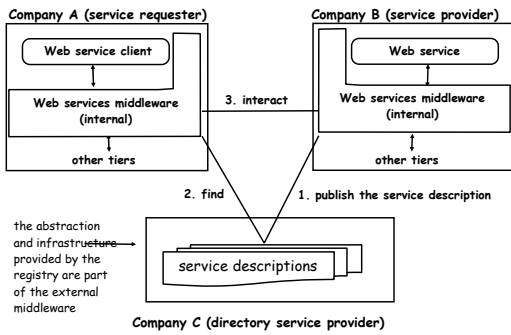 Company A (service requester)
Company B (service provider)
Web service client
Web service
Web services middleware
(internal)
Web services middleware
(internal)
3. interact
other tiers
other tiers
2. find
1. publish the service description
the abstraction
and infrastructure
provided by the
registry are part
of the external
middleware
service descriptions
Company C (directory service provider)